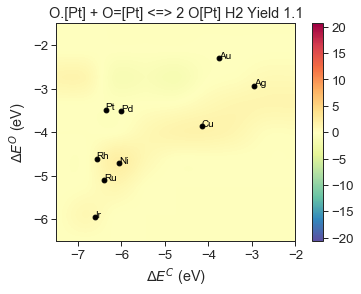 O.[Pt] + O=[Pt] <=> 2 O[Pt] H2 Yield 1.1
ΔE^O (eV)
−2
−3
−4
−5
−6
Au
Ag
Pt
Pd
Cu
Rh
Ni
Ru
Ir
−7
−6
−5
−4
−3
−2
ΔE^C (eV)
20
15
10
5
0
−5
−10
−15
−20